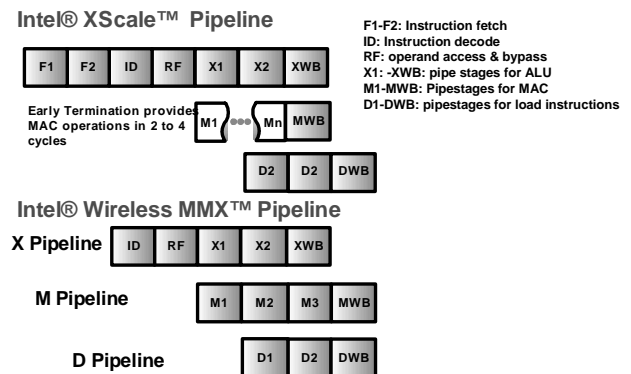 Intel® XScale™ Pipeline
F1 F2 ID RF X1 X2 XWB
Early Termination provides
MAC operations in 2 to 4
cycles
M1 Mn MWB
D2 D2 DWB
F1-F2: Instruction fetch
ID: Instruction decode
RF: operand access & bypass
X1: -XWB: pipe stages for ALU
M1-MWB: Pipestages for MAC
D1-DWB: pipestages for load instructions
Intel® Wireless MMX™ Pipeline
X Pipeline ID RF X1 X2 XWB
M Pipeline M1 M2 M3 MWB
D Pipeline D1 D2 DWB